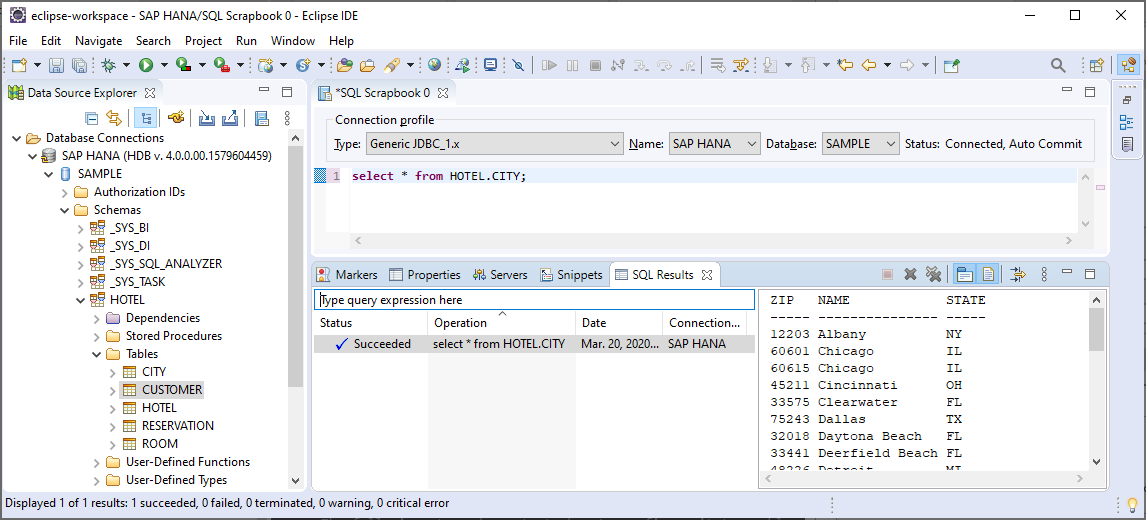 eclipse-workspace - SAP HANA/SQL Scrapbook 0 - Eclipse IDE
File Edit Navigate Search Project Run Window Help
Data Source Explorer
Database Connections
SAP HANA (HDB v. 4.0.0.00.1579604459)
SAMPLE
Authorization IDs
Schemas
_SYS_BI
_SYS_DI
_SYS_SQL_ANALYZER
_SYS_TASK
HOTEL
Dependencies
Stored Procedures
Tables
CITY
CUSTOMER
HOTEL
RESERVATION
ROOM
User-Defined Functions
User-Defined Types
*SQL Scrapbook 0
Connection profile
Type: Generic JDBC_1.x Name: SAP HANA Database: SAMPLE Status: Connected, Auto Commit
1 select * from HOTEL.CITY;
Markers Properties Servers Snippets SQL Results
Type query expression here
Status Operation Date Connection...
Succeeded select * from HOTEL.CITY Mar. 20, 2020... SAP HANA
ZIP NAME STATE
----- --------------- -----
12203 Albany NY
60601 Chicago IL
60615 Chicago IL
45211 Cincinnati OH
33575 Clearwater FL
75243 Dallas TX
32018 Daytona Beach FL
33441 Deerfield Beach FL
48226 Detroit MI
Displayed 1 of 1 results: 1 succeeded, 0 failed, 0 terminated, 0 warning, 0 critical error